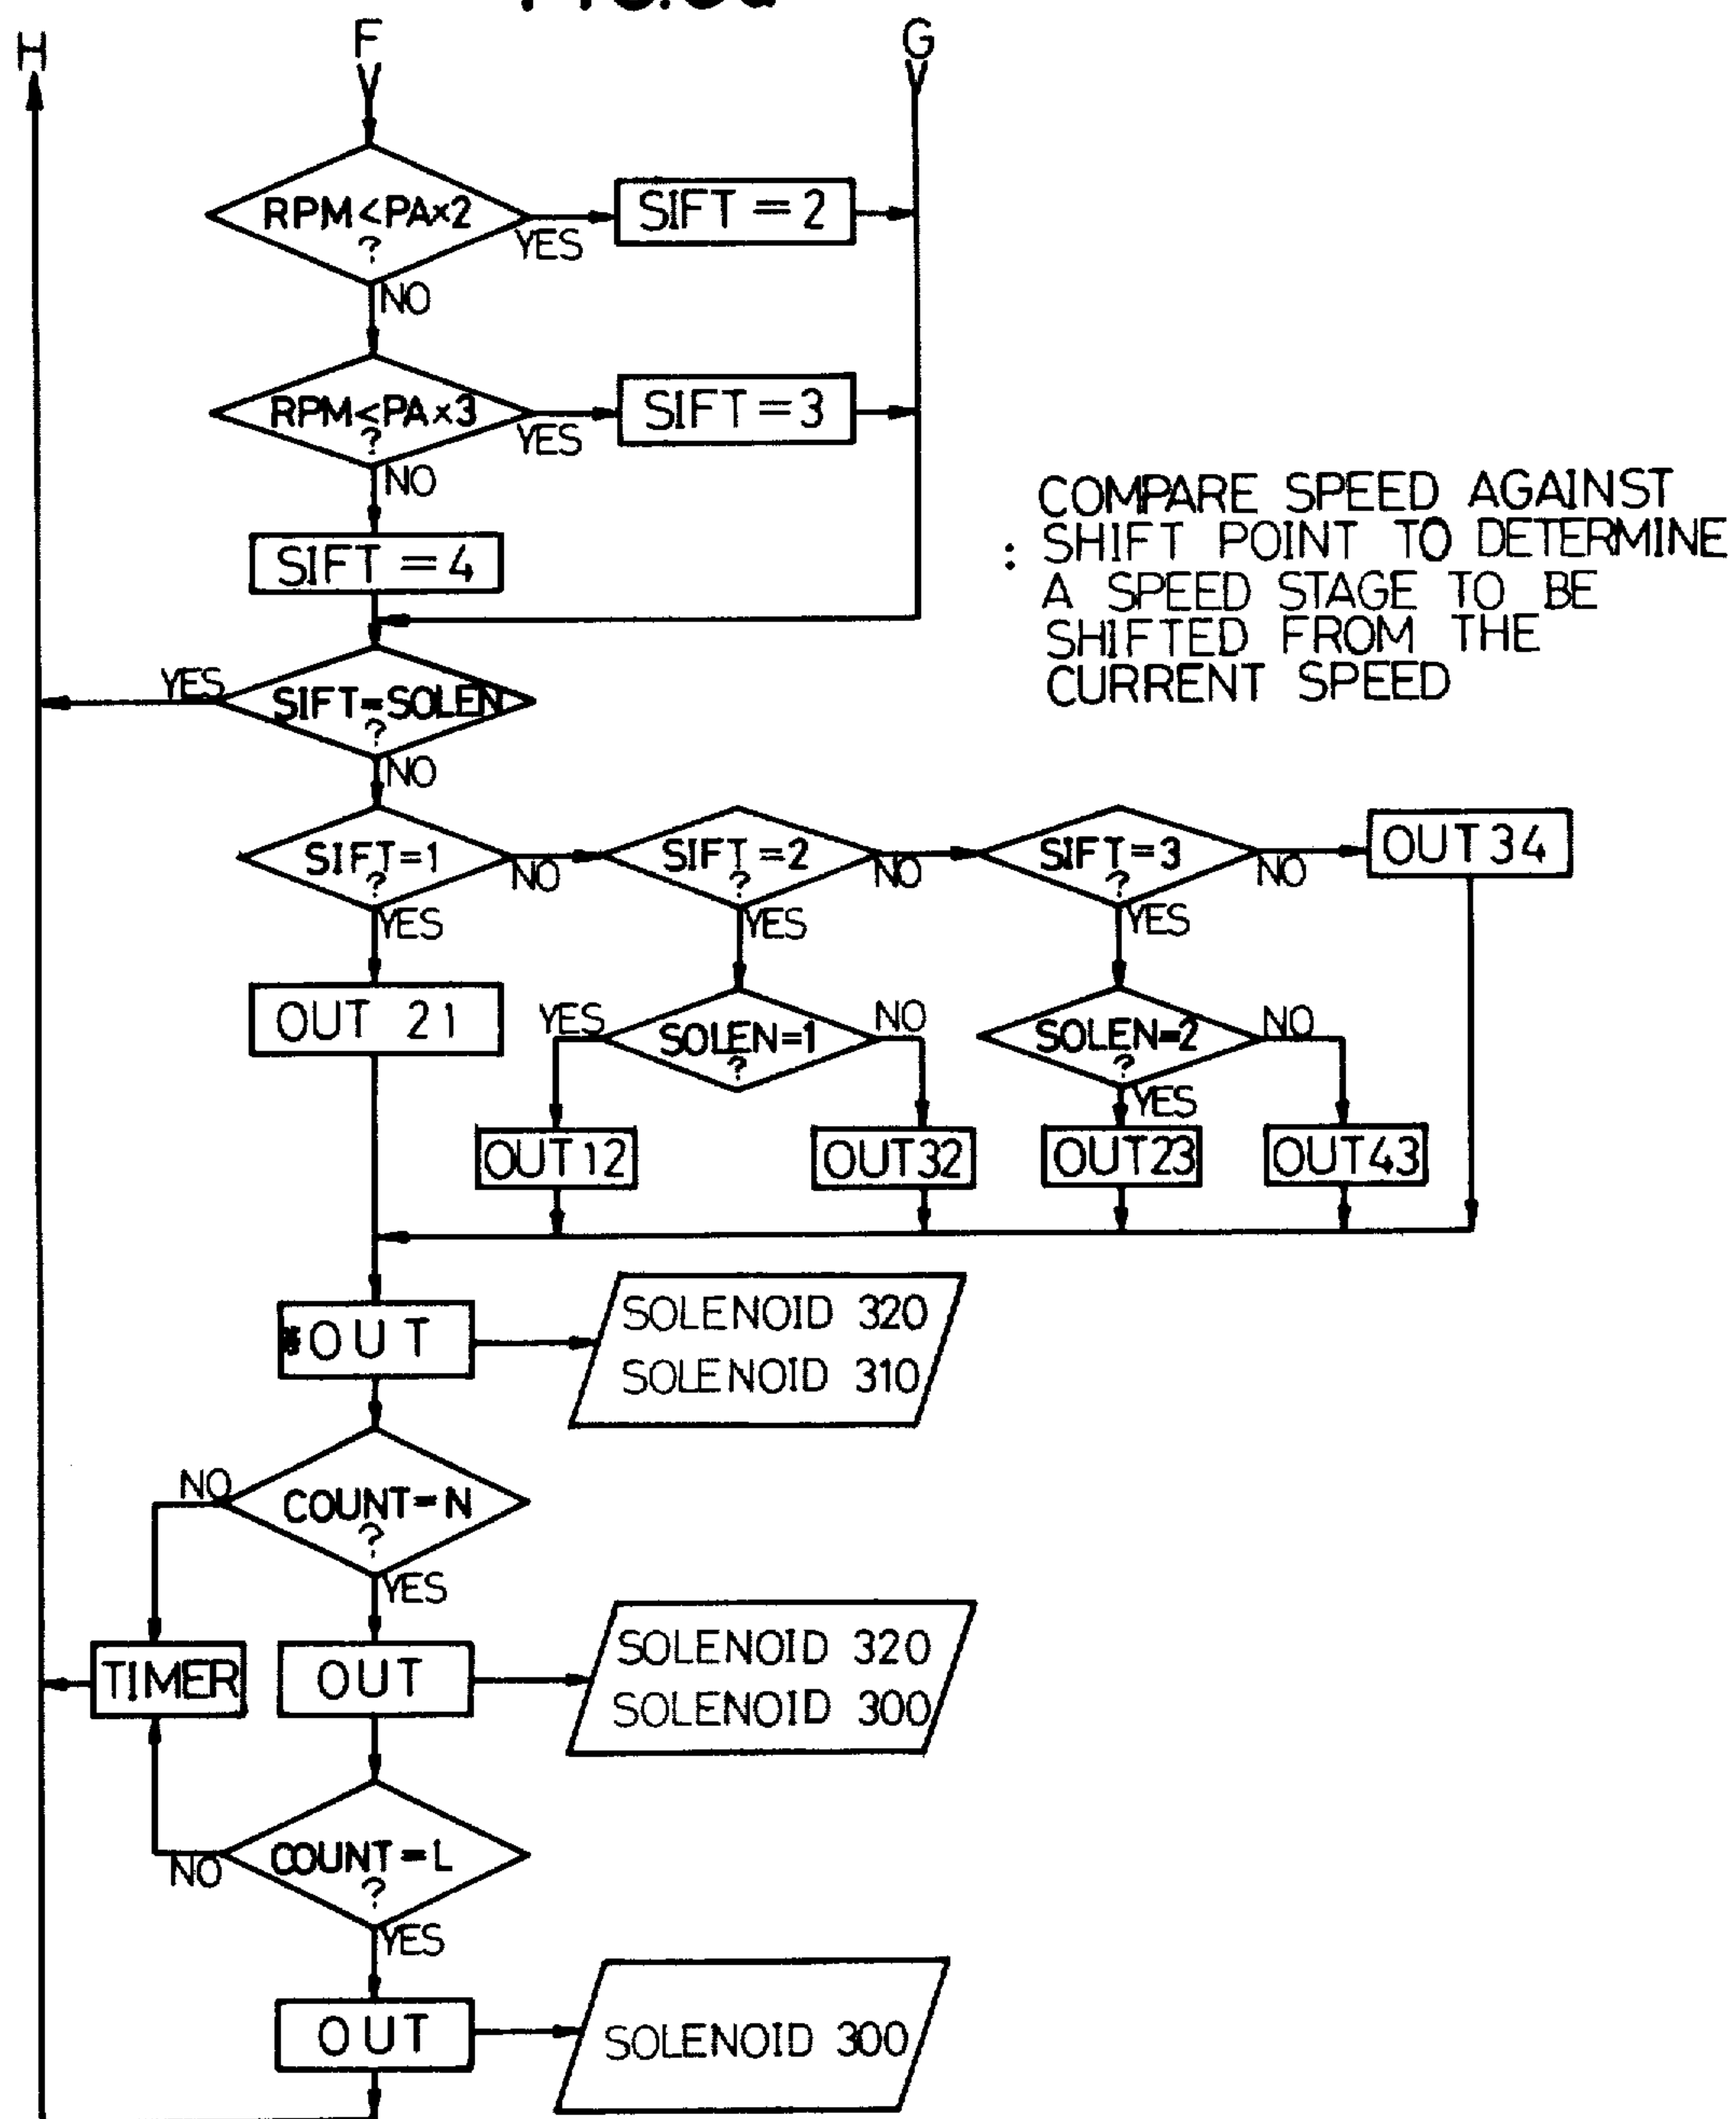 H
F
G
RPM<PA×2
?
YES
SIFT = 2
NO
RPM<PA×3
?
YES
SIFT = 3
NO
SIFT = 4
COMPARE SPEED AGAINST
: SHIFT POINT TO DETERMINE
A SPEED STAGE TO BE
SHIFTED FROM THE
CURRENT SPEED
YES
SIFT=SOLEN
?
NO
SIFT=1
?
NO
SIFT=2
?
NO
SIFT=3
?
NO
OUT34
YES
YES
YES
OUT 21
YES
SOLEN=1
?
NO
SOLEN=2
?
NO
YES
OUT12
OUT32
OUT23
OUT43
*OUT
SOLENOID 320
SOLENOID 310
NO
COUNT=N
?
YES
TIMER
OUT
SOLENOID 320
SOLENOID 300
NO
COUNT=L
?
YES
OUT
SOLENOID 300